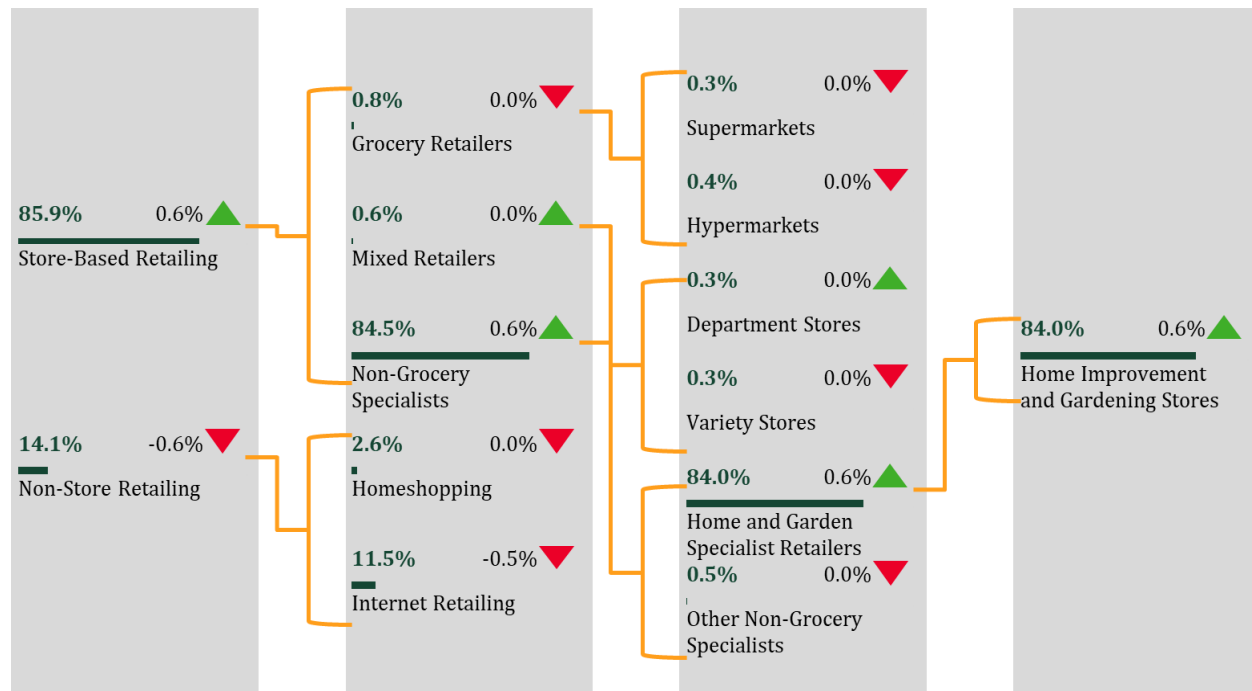 85.9% 0.6%
Store-Based Retailing
14.1% -0.6%
Non-Store Retailing
0.8% 0.0%
Grocery Retailers
0.6% 0.0%
Mixed Retailers
84.5% 0.6%
Non-Grocery
Specialists
2.6% 0.0%
Homeshopping
11.5% -0.5%
Internet Retailing
0.3% 0.0%
Supermarkets
0.4% 0.0%
Hypermarkets
0.3% 0.0%
Department Stores
0.3% 0.0%
Variety Stores
84.0% 0.6%
Home and Garden
Specialist Retailers
0.5% 0.0%
Other Non-Grocery
Specialists
84.0% 0.6%
Home Improvement
and Gardening Stores